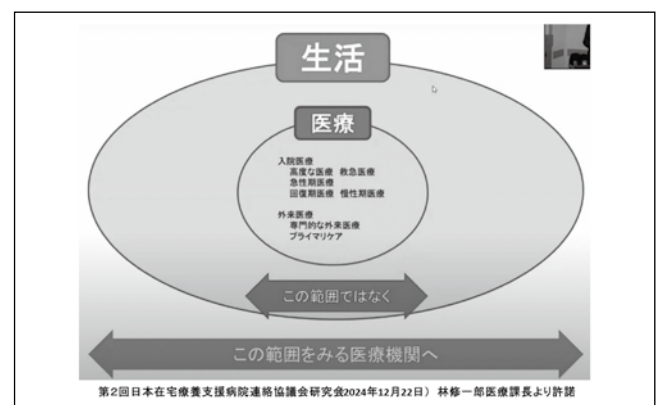 生活
医療
入院医療
高度な医療 救急医療
急性期医療
回復期医療 慢性期医療
外来医療
専門的な外来医療
プライマリケア
この範囲ではなく
この範囲をみる医療機関へ
第2回日本在宅療養支援病院連絡協議会研究会2024年12月22日） 林修一郎医療課長より許諾